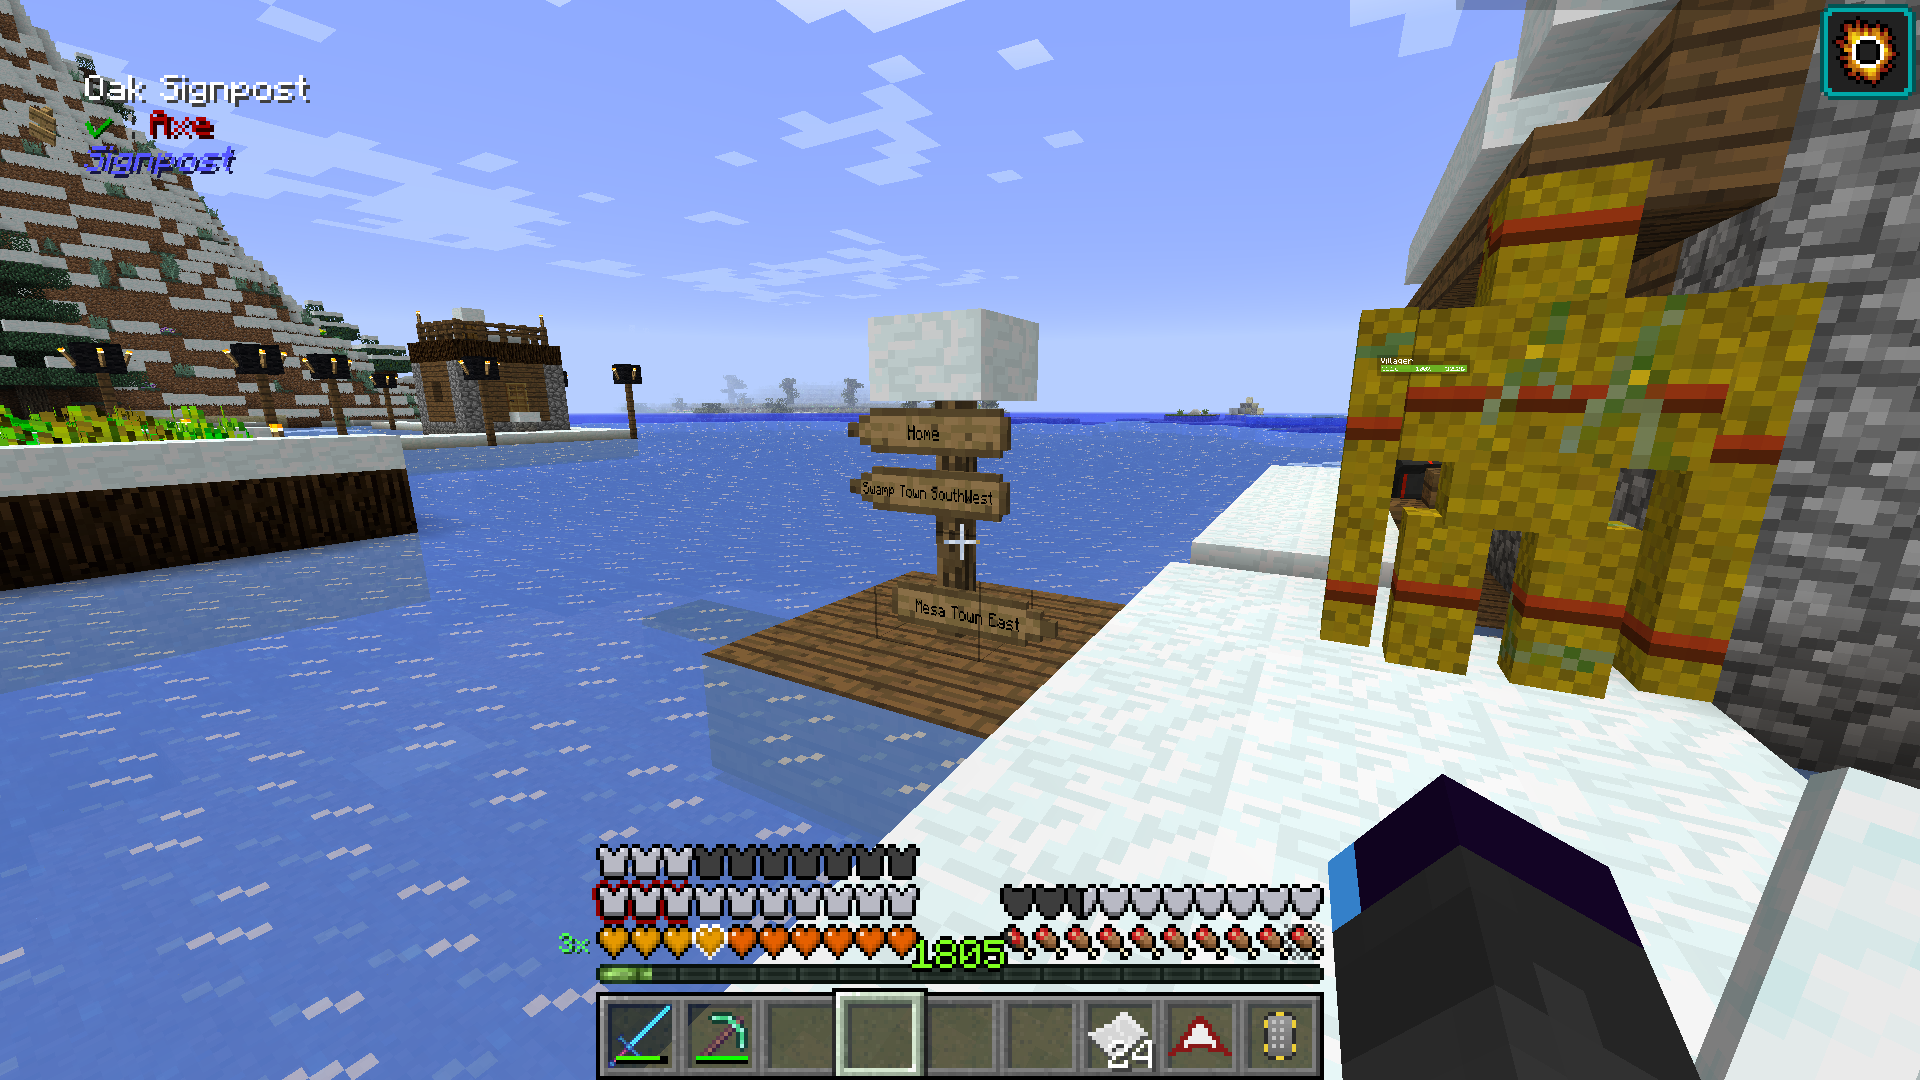 Oak Signpost
Axe
Signpost
Villager
Home
Swamp Town SouthWest
Mesa Town East
3x
1805
24